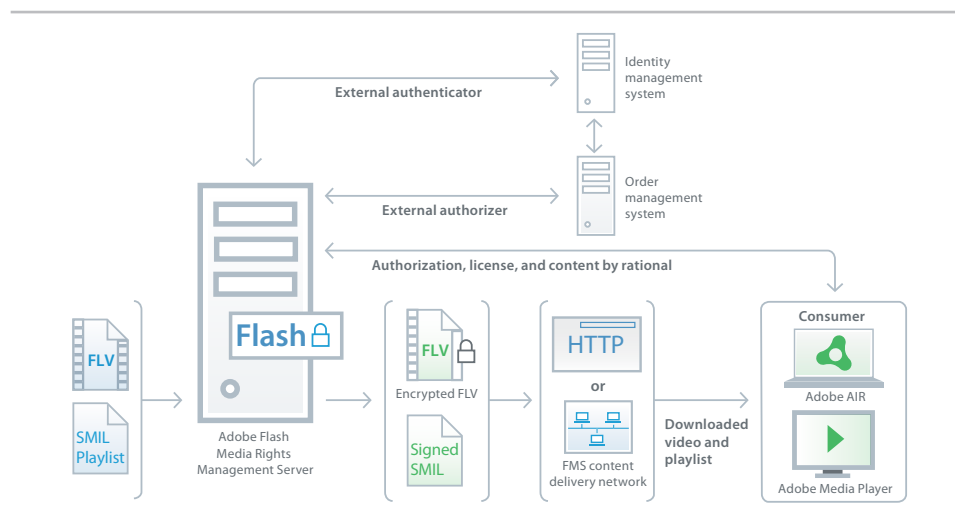 Identity
management
system
External authenticator
Order
management
system
External authorizer
Authorization, license, and content by rational
FLV
SMIL
Playlist
Flash
Adobe Flash
Media Rights
Management Server
FLV
Encrypted FLV
Signed
SMIL
HTTP
or
FMS content
delivery network
Downloaded
video and
playlist
Consumer
Adobe AIR
Adobe Media Player